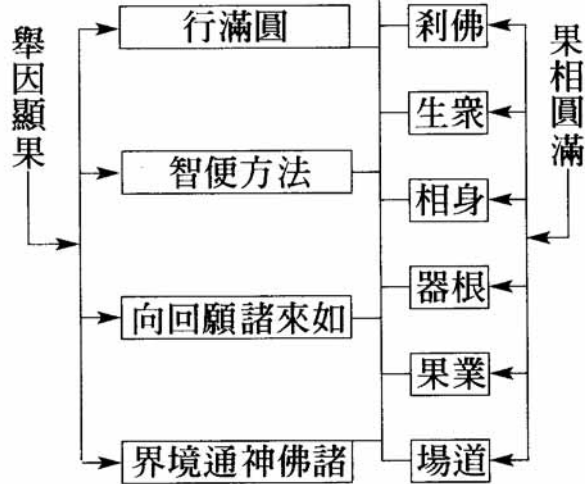 果相圓滿
佛剎
衆生
身相
根器
業果
道場
圓滿行
法方便智
如來諸願回向
諸佛神通境界
舉因顯果